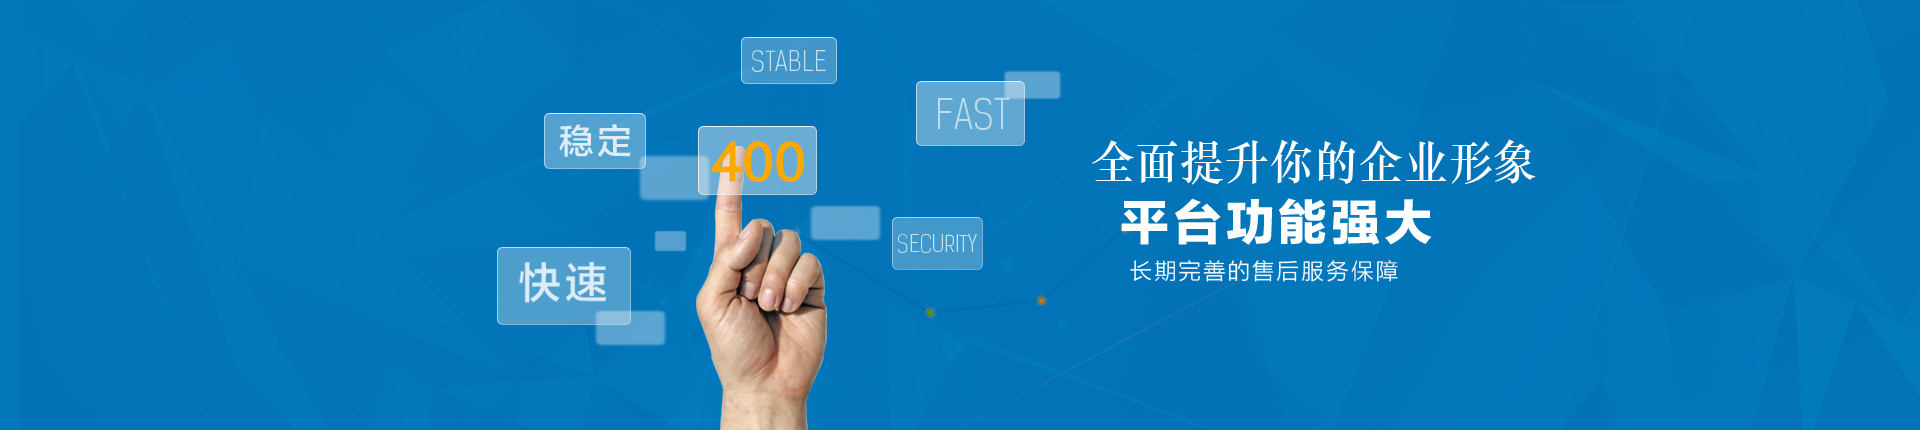 STABLE
FAST
稳定
400
SECURITY
快速
全面提升你的企业形象
平台功能强大
长期完善的售后服务保障